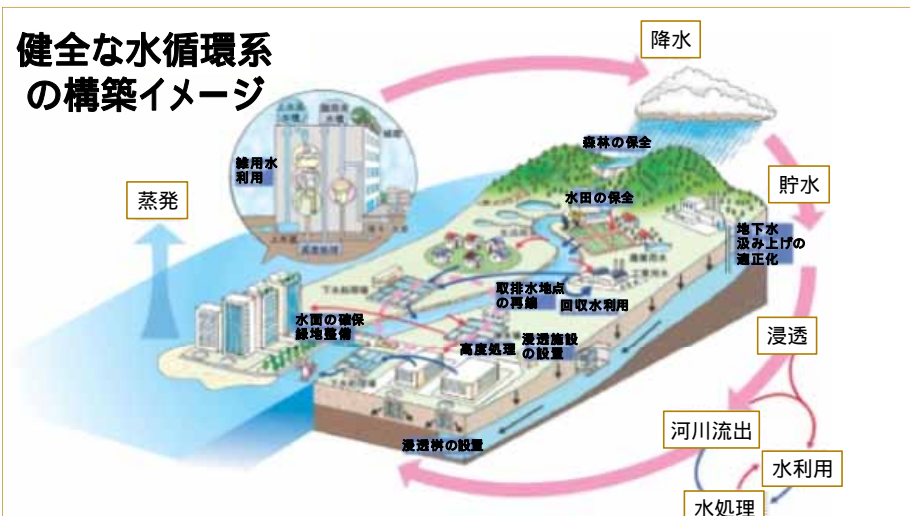 健全な水循環系
の構築イメージ
降水
森林の保全
雑用水
利用
貯水
水田の保全
蒸発
地下水
汲み上げの
適正化
取排水地点
の再編
回収水利用
水面の確保
緑地整備
浸透施設
の設置
高度処理
浸透
浸透桝の設置
河川流出
水利用
水処理